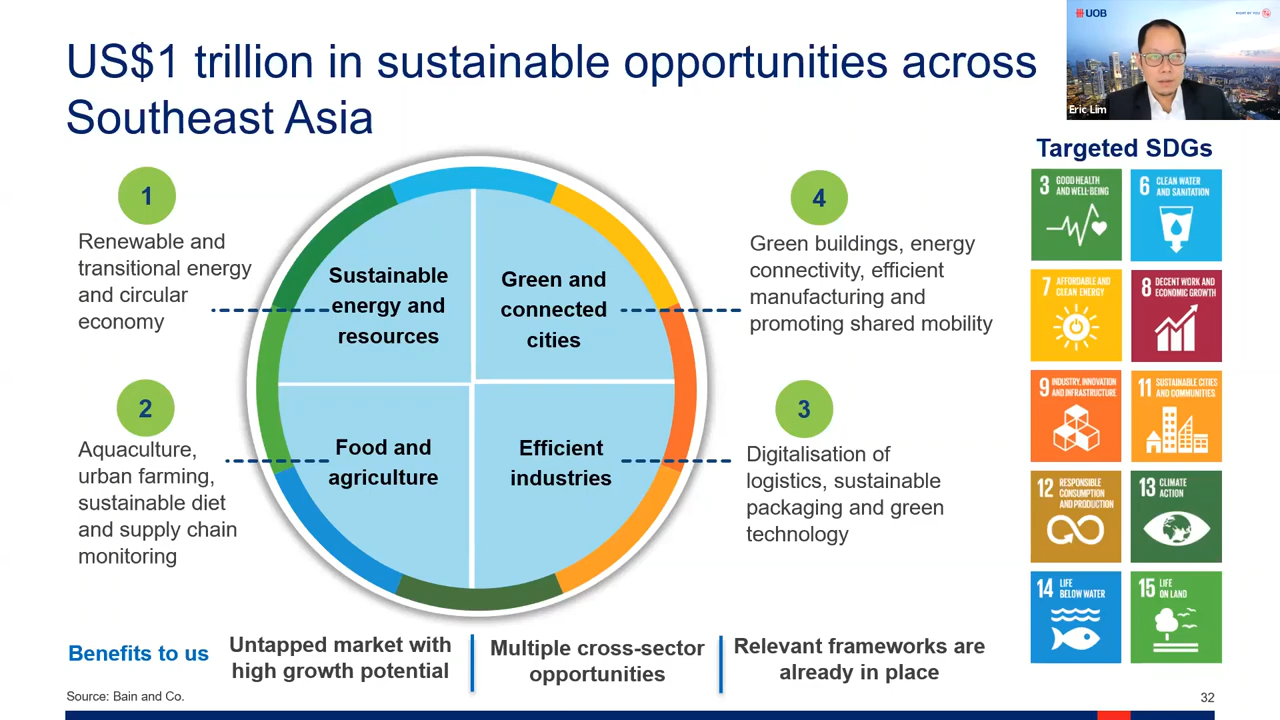 US$1 trillion in sustainable opportunities across
Southeast Asia
UOB
Eric Lim
Targeted SDGs
1
Renewable and
transitional energy
and circular
economy
2
Aquaculture,
urban farming,
sustainable diet
and supply chain
monitoring
Sustainable
energy and
resources
Green and
connected
cities
Food and
agriculture
Efficient
industries
4
Green buildings, energy
connectivity, efficient
manufacturing and
promoting shared mobility
3
Digitalisation of
logistics, sustainable
packaging and green
technology
3 GOOD HEALTH
AND WELL-BEING
6 CLEAN WATER
AND SANITATION
7 AFFORDABLE AND
CLEAN ENERGY
8 DECENT WORK AND
ECONOMIC GROWTH
9 INDUSTRY, INNOVATION
AND INFRASTRUCTURE
11 SUSTAINABLE CITIES
AND COMMUNITIES
12 RESPONSIBLE
CONSUMPTION
AND PRODUCTION
13 CLIMATE
ACTION
14 LIFE
BELOW WATER
15 LIFE
ON LAND
Benefits to us
Untapped market with
high growth potential
Multiple cross-sector
opportunities
Relevant frameworks are
already in place
Source: Bain and Co.
32